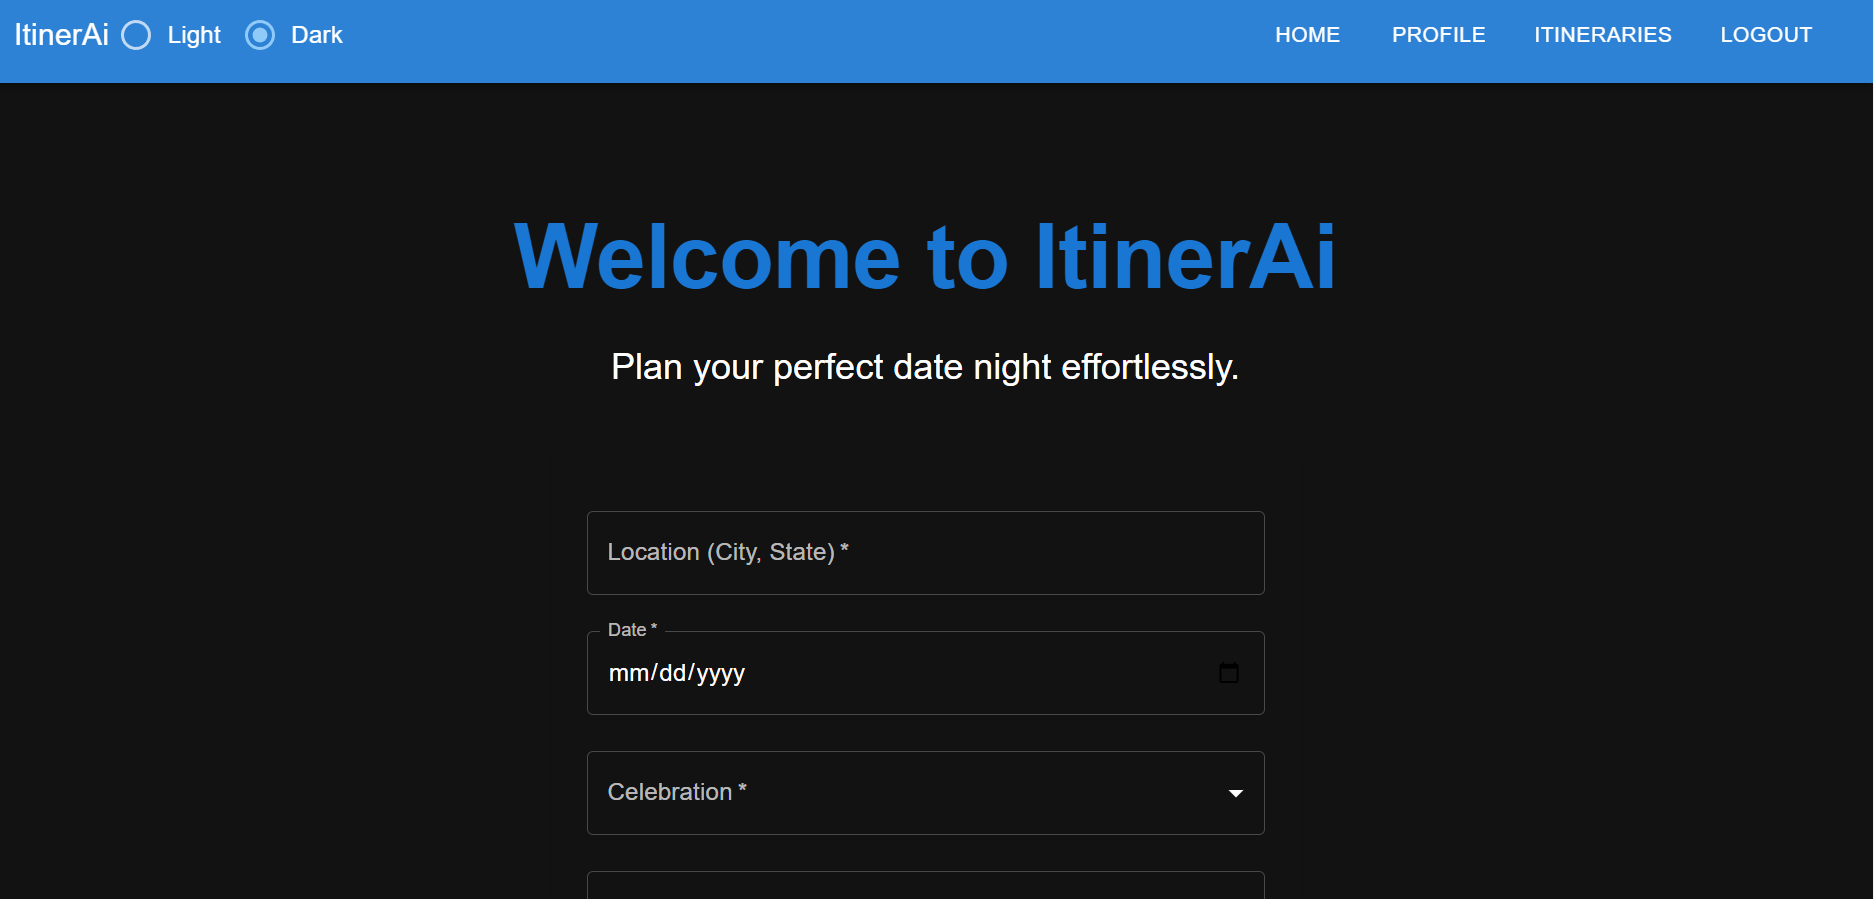 ItinerAi Light Dark HOME PROFILE ITINERARIES LOGOUT
Welcome to ItinerAi
Plan your perfect date night effortlessly.
Location (City, State) *
Date *
mm/dd/yyyy
Celebration *